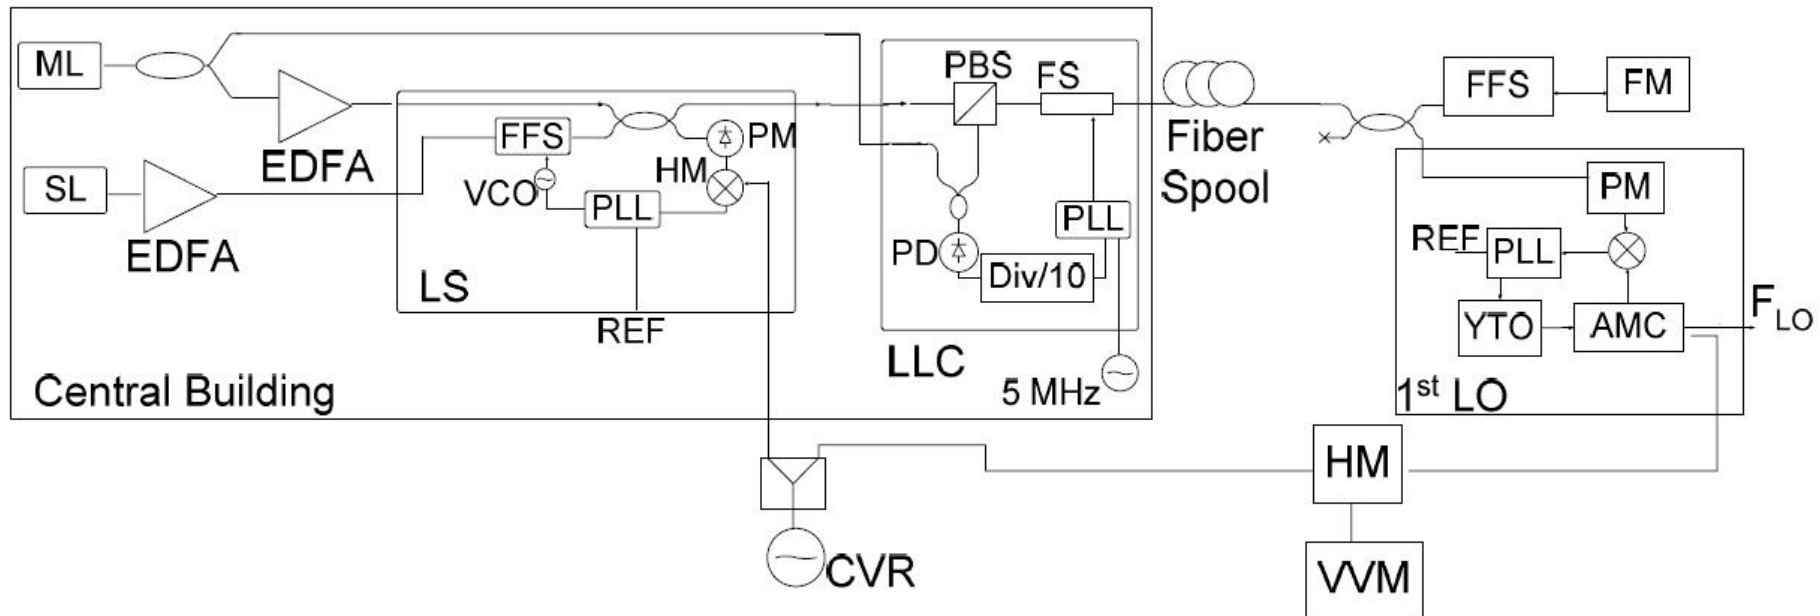 ML
SL
EDFA
EDFA
FFS
VCO
PLL
HM
PM
LS
REF
Central Building
PBS
FS
PD
Div/10
PLL
LLC
5 MHz
Fiber
Spool
FFS
FM
PM
REF
PLL
YTO
AMC
F_LO
1st LO
HM
VVM
CVR